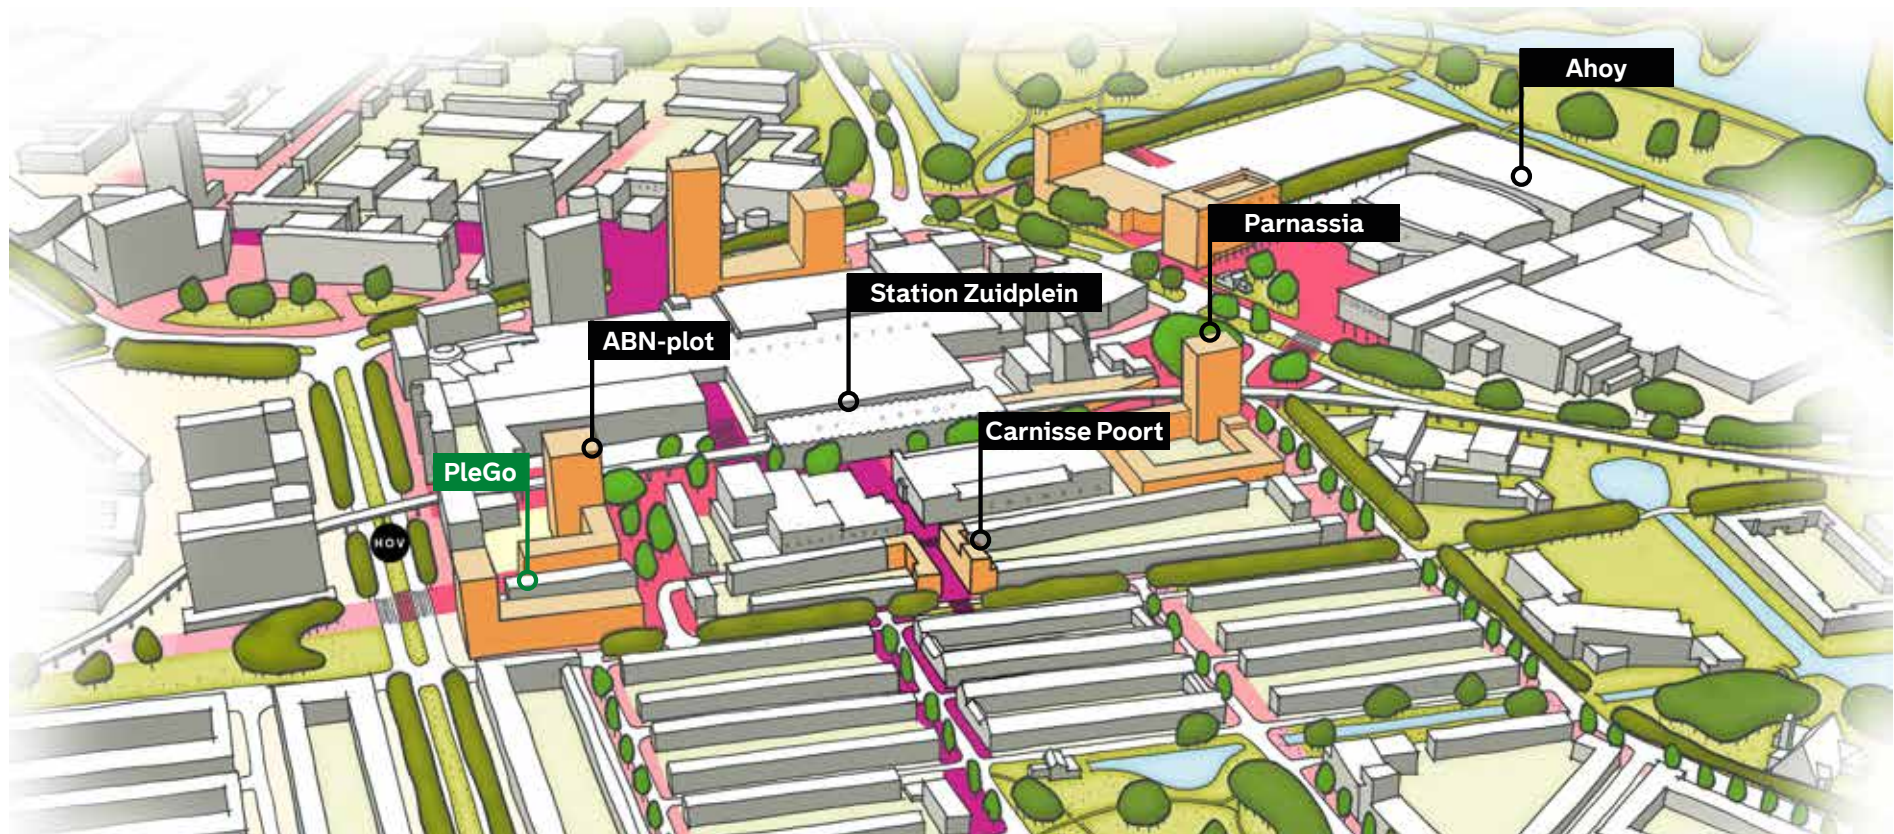 Ahoy
Parnassia
Station Zuidplein
ABN-plot
Carnisse Poort
PleGo
HOV